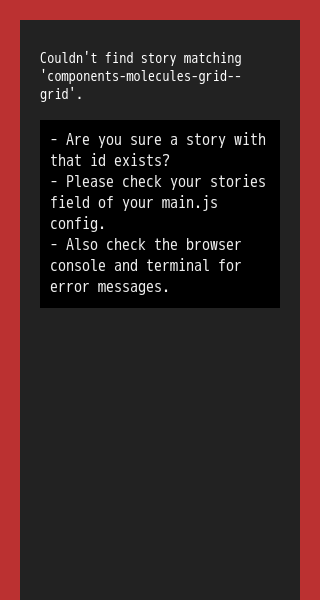 Couldn't find story matching
'components-molecules-grid--
grid'.
- Are you sure a story with
that id exists?
- Please check your stories
field of your main.js
config.
- Also check the browser
console and terminal for
error messages.